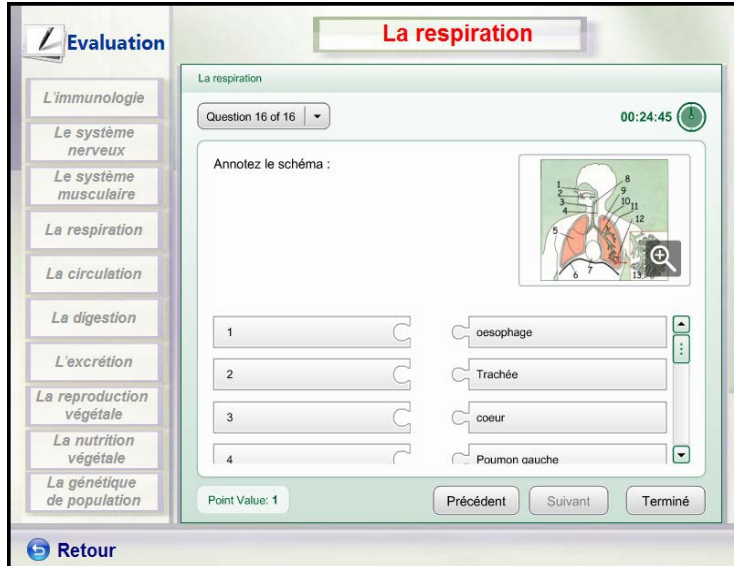 Evaluation
La respiration
L'immunologie
Le système
nerveux
Le système
musculaire
La respiration
La circulation
La digestion
L'excrétion
La reproduction
végétale
La nutrition
végétale
La génétique
de population
Retour
La respiration
Question 16 of 16
00:24:45
Annotez le schéma :
1
2
3
4
5
6
7
8
9
10
11
12
13
1
oesophage
2
Trachée
3
coeur
4
Poumon gauche
Point Value: 1
Précédent
Suivant
Terminé